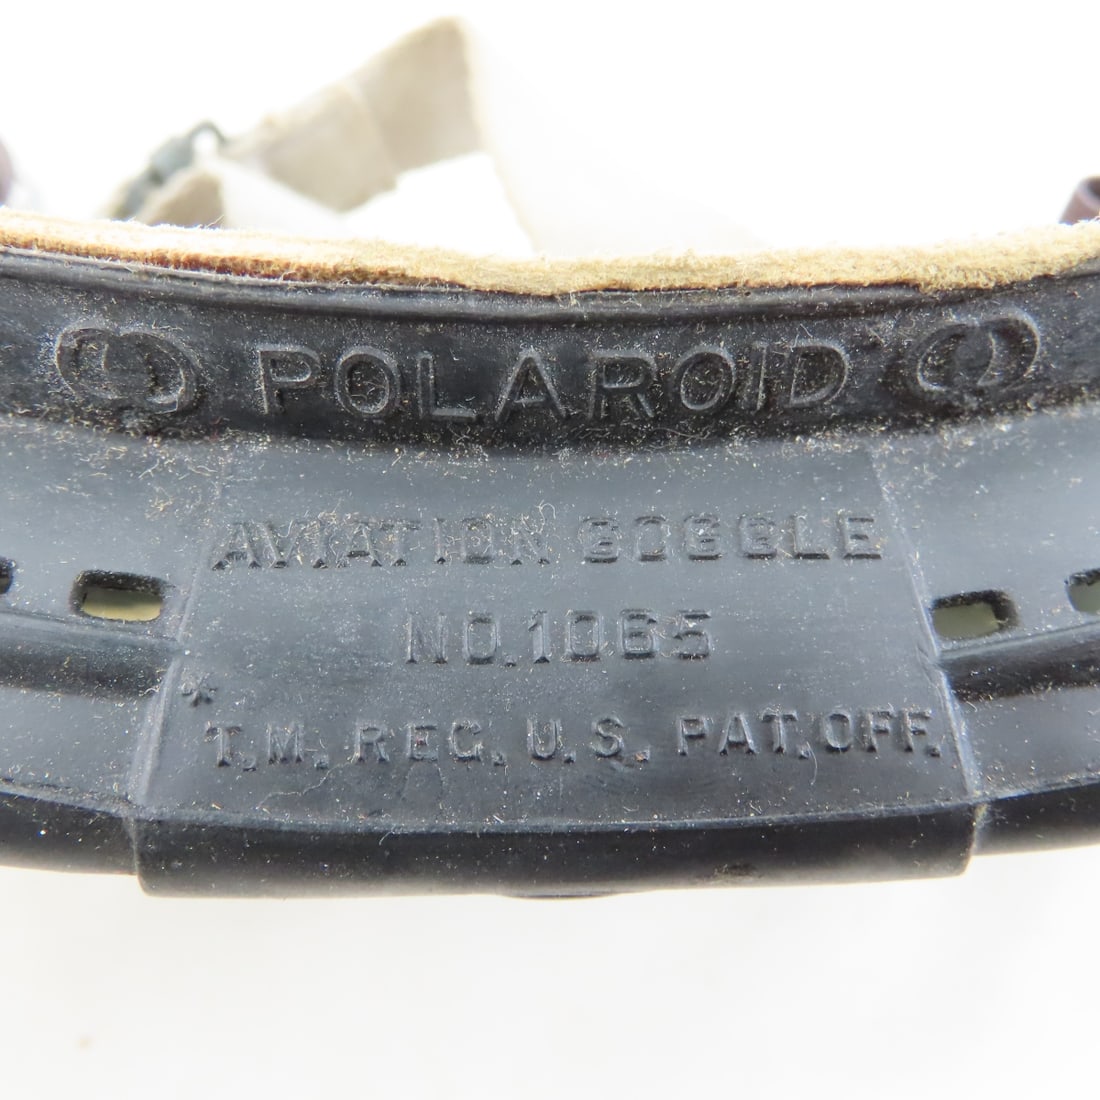 POLAROID*
AVIATION GOGGLE
NO.1065
*
T.M. REG. U.S. PAT. OFF.